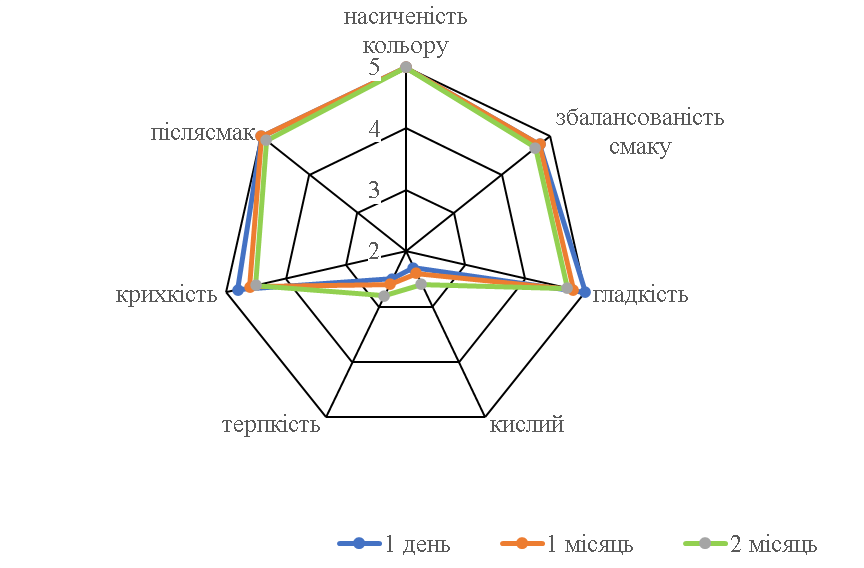 насиченість
кольору
5
збалансованість
смаку
післясмак
4
3
2
крихкість
гладкість
терпкість
кислий
1 день
1 місяць
2 місяць